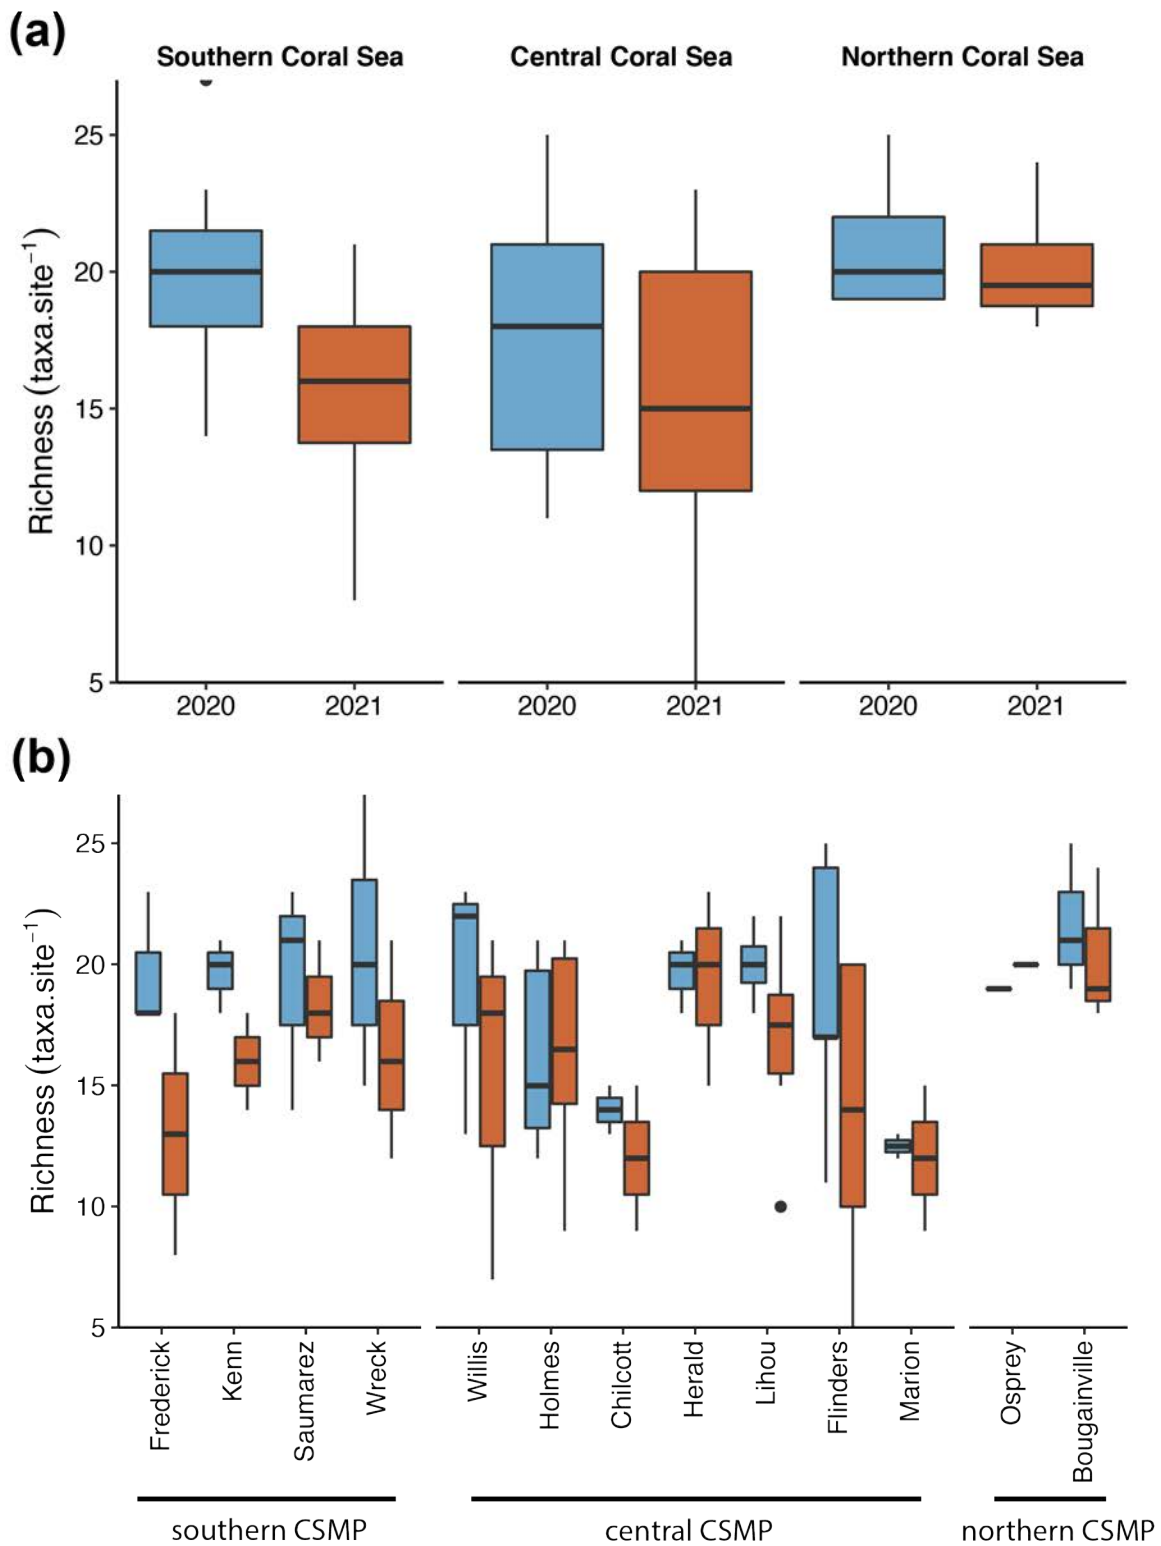 (a)
Southern Coral Sea Central Coral Sea Northern Coral Sea
Richness (taxa.site⁻¹)
25
20
15
10
5
2020 2021 2020 2021 2020 2021
(b)
Richness (taxa.site⁻¹)
25
20
15
10
5
Frederick Kenn Saumarez Wreck Willis Holmes Chilcott Herald Lihou Flinders Marion Osprey Bougainville
southern CSMP central CSMP northern CSMP